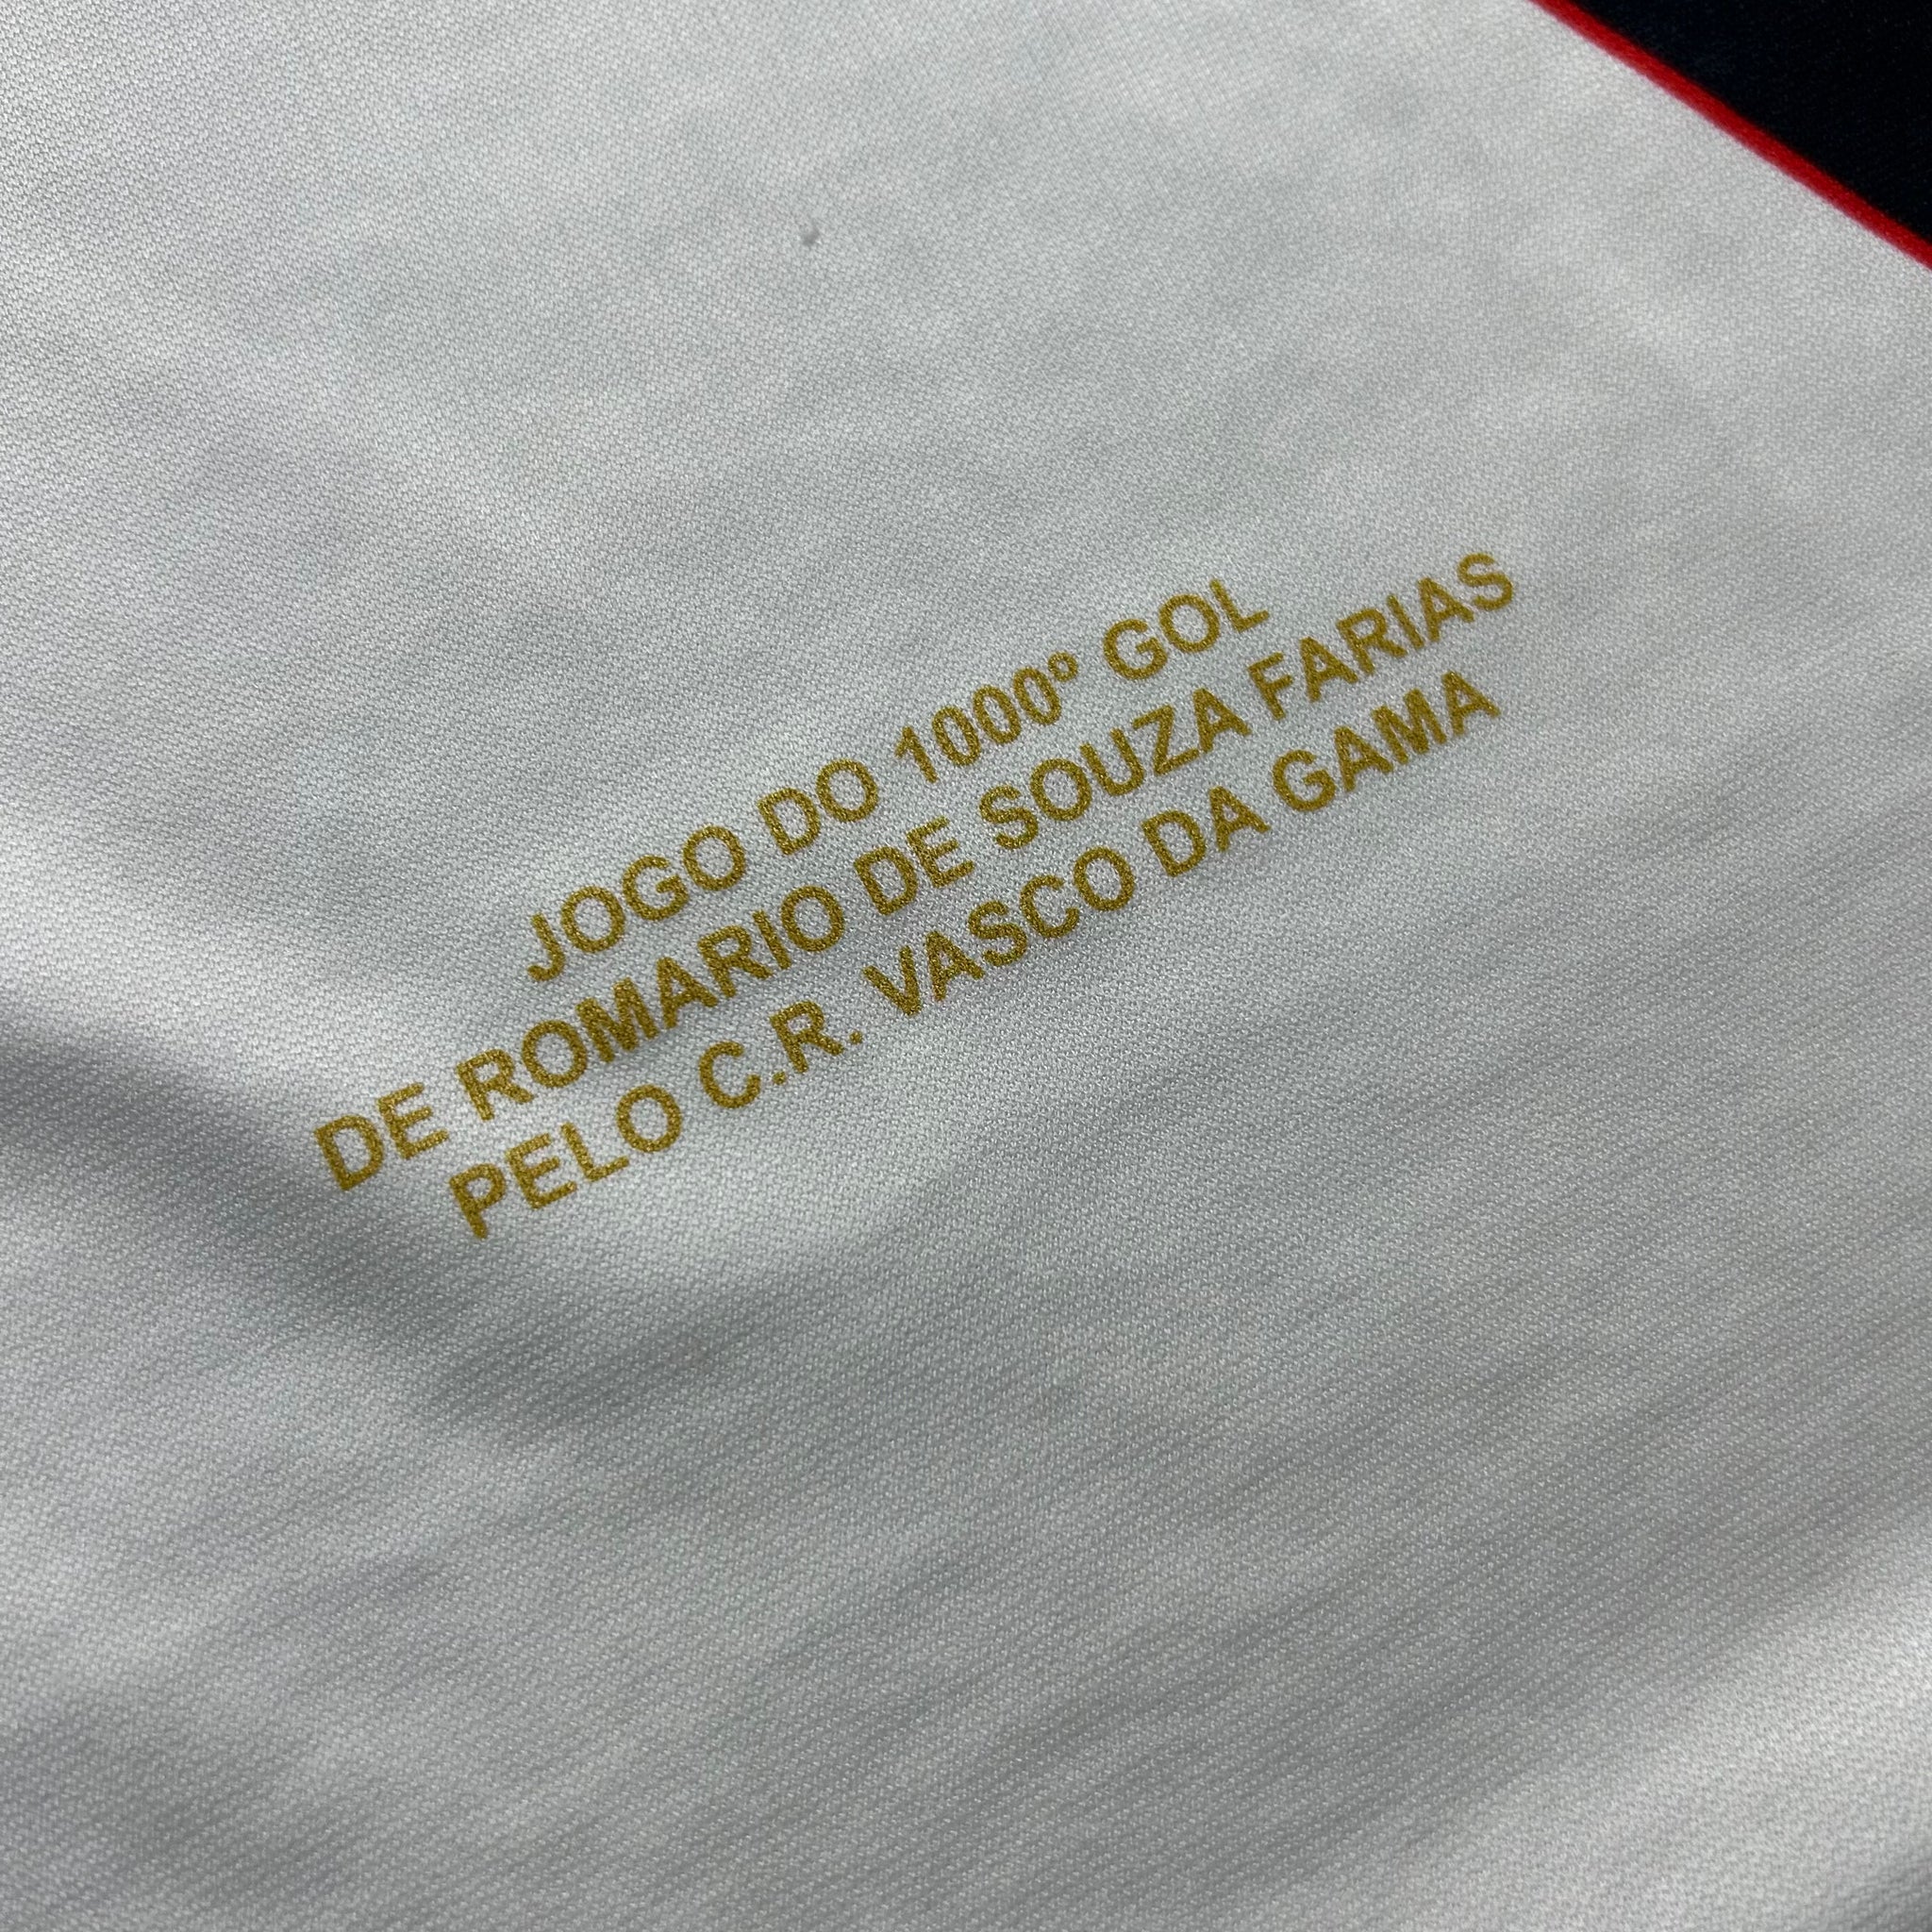 JOGO DO 1000º GOL
DE ROMARIO DE SOUZA FARIAS
PELO C.R. VASCO DA GAMA